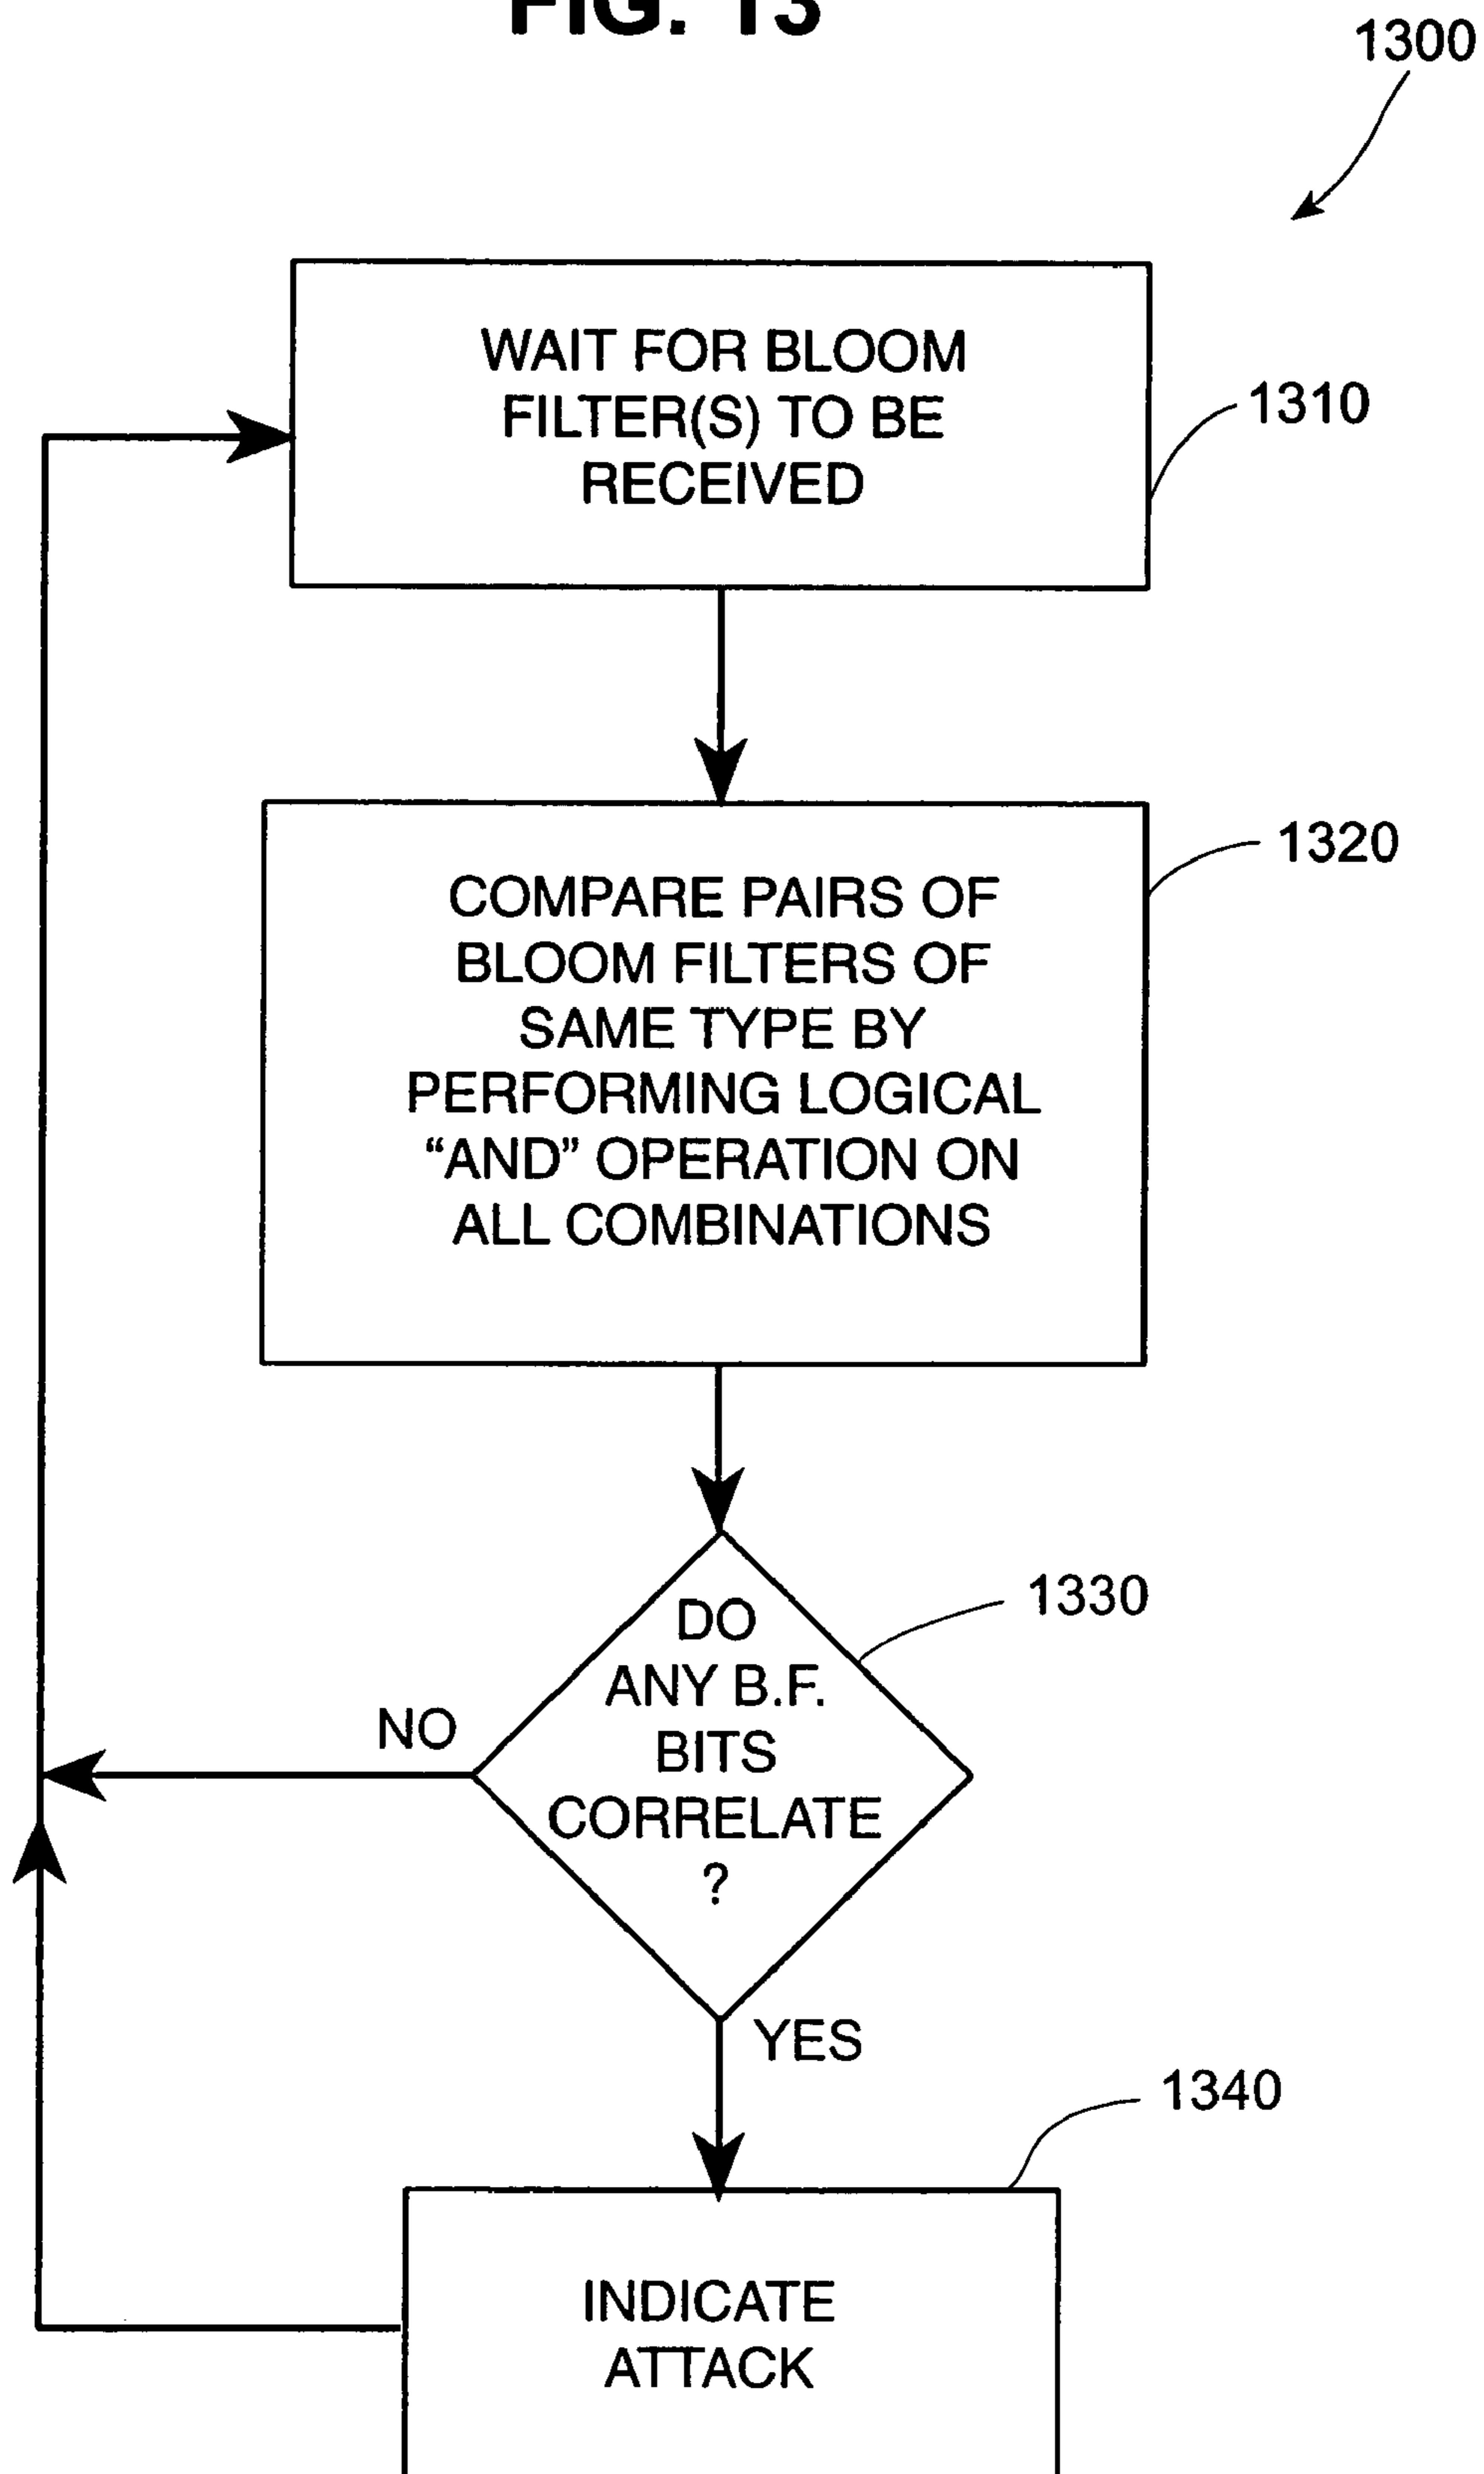 FIG. 13
1300
WAIT FOR BLOOM
FILTER(S) TO BE
RECEIVED
1310
COMPARE PAIRS OF
BLOOM FILTERS OF
SAME TYPE BY
PERFORMING LOGICAL
“AND” OPERATION ON
ALL COMBINATIONS
1320
DO
ANY B.F.
BITS
CORRELATE
?
1330
NO
YES
1340
INDICATE
ATTACK